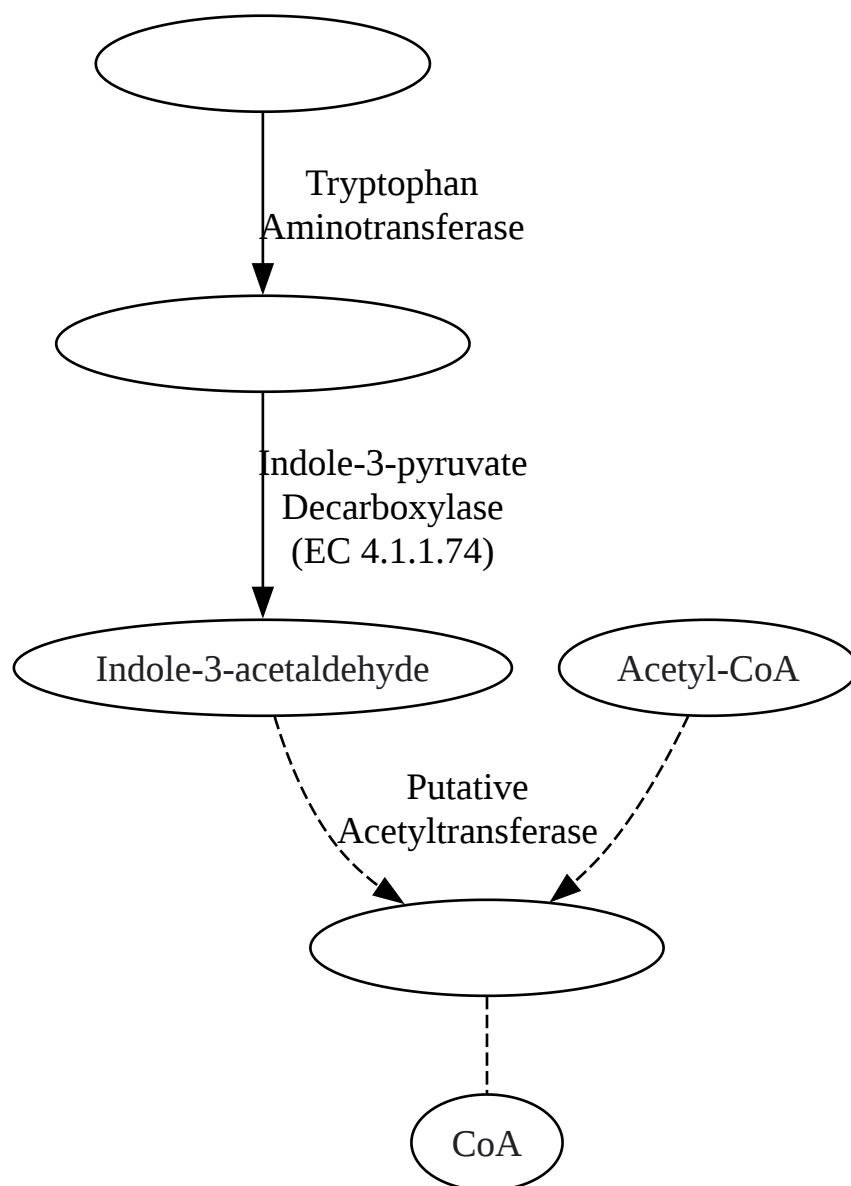 Tryptophan
Aminotransferase
Indole-3-pyruvate
Decarboxylase
(EC 4.1.1.74)
Indole-3-acetaldehyde
Acetyl-CoA
Putative
Acetyltransferase
CoA